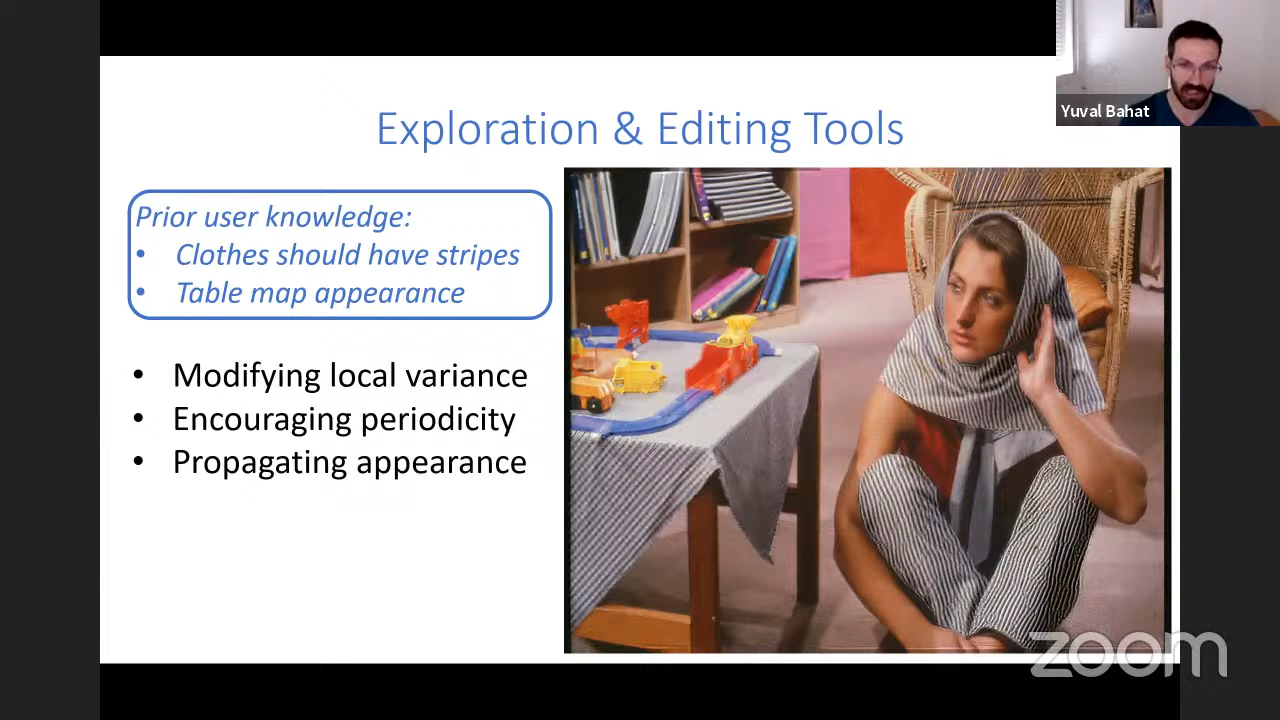 Yuval Bahat
Exploration & Editing Tools
Prior user knowledge:
• Clothes should have stripes
• Table map appearance
• Modifying local variance
• Encouraging periodicity
• Propagating appearance
zoom